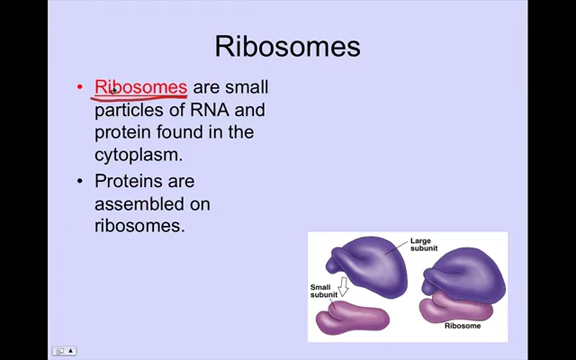 Ribosomes
• Ribosomes are small
particles of RNA and
protein found in the
cytoplasm.
• Proteins are
assembled on
ribosomes.
Large
subunit
Small
subunit
Ribosome